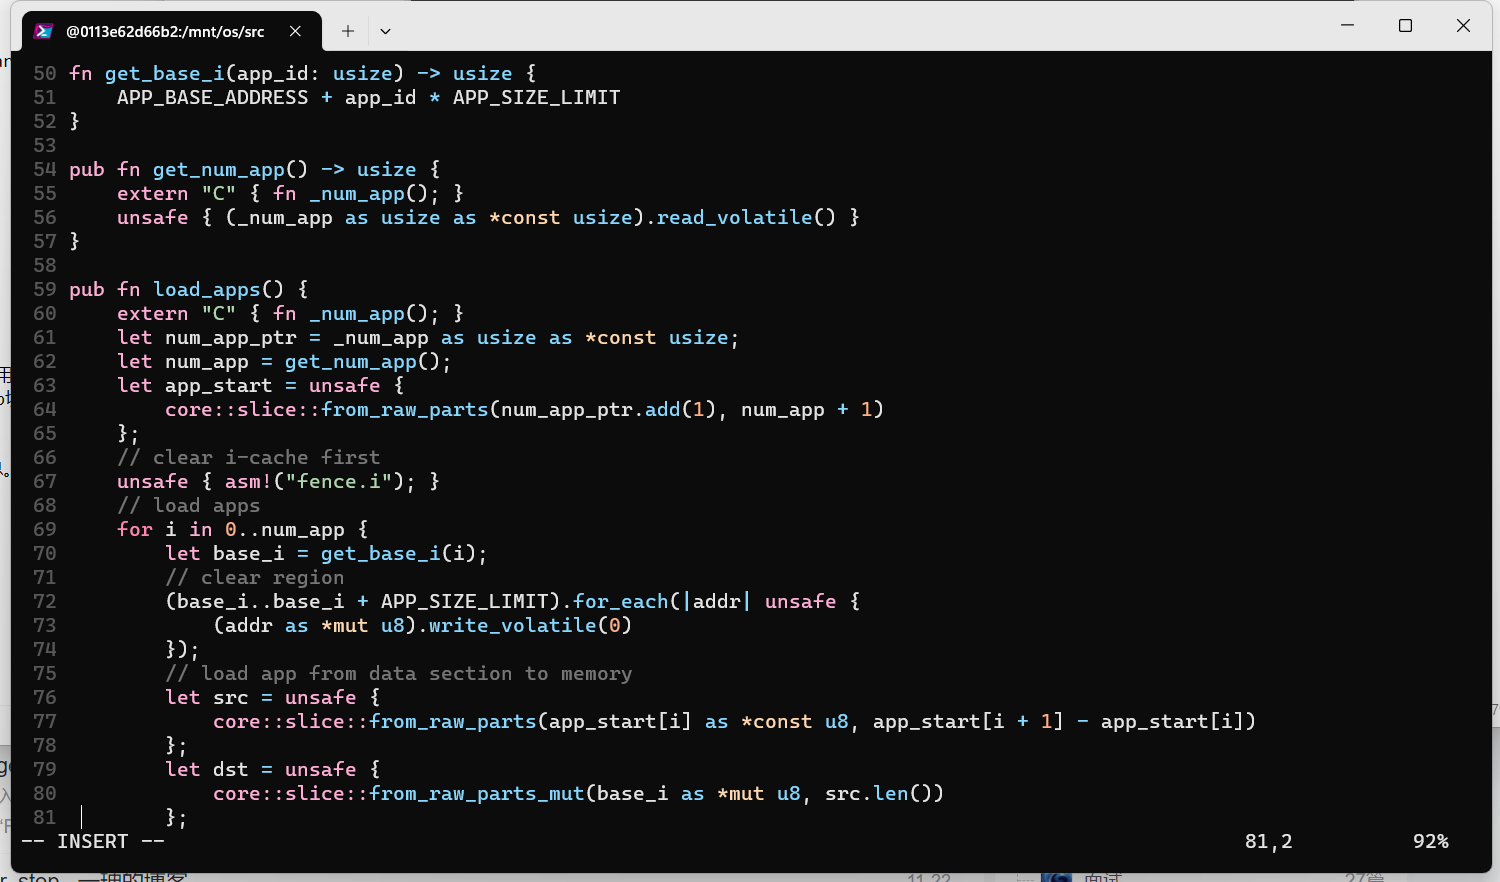 @0113e62d66b2:/mnt/os/src
50 fn get_base_i(app_id: usize) -> usize {
51     APP_BASE_ADDRESS + app_id * APP_SIZE_LIMIT
52 }
53
54 pub fn get_num_app() -> usize {
55     extern "C" { fn _num_app(); }
56     unsafe { (_num_app as usize as *const usize).read_volatile() }
57 }
58
59 pub fn load_apps() {
60     extern "C" { fn _num_app(); }
61     let num_app_ptr = _num_app as usize as *const usize;
62     let num_app = get_num_app();
63     let app_start = unsafe {
64         core::slice::from_raw_parts(num_app_ptr.add(1), num_app + 1)
65     };
66     // clear i-cache first
67     unsafe { asm!("fence.i"); }
68     // load apps
69     for i in 0..num_app {
70         let base_i = get_base_i(i);
71         // clear region
72         (base_i..base_i + APP_SIZE_LIMIT).for_each(|addr| unsafe {
73             (addr as *mut u8).write_volatile(0)
74         });
75         // load app from data section to memory
76         let src = unsafe {
77             core::slice::from_raw_parts(app_start[i] as *const u8, app_start[i + 1] - app_start[i])
78         };
79         let dst = unsafe {
80             core::slice::from_raw_parts_mut(base_i as *mut u8, src.len())
81         };
-- INSERT -- 81,2 92%